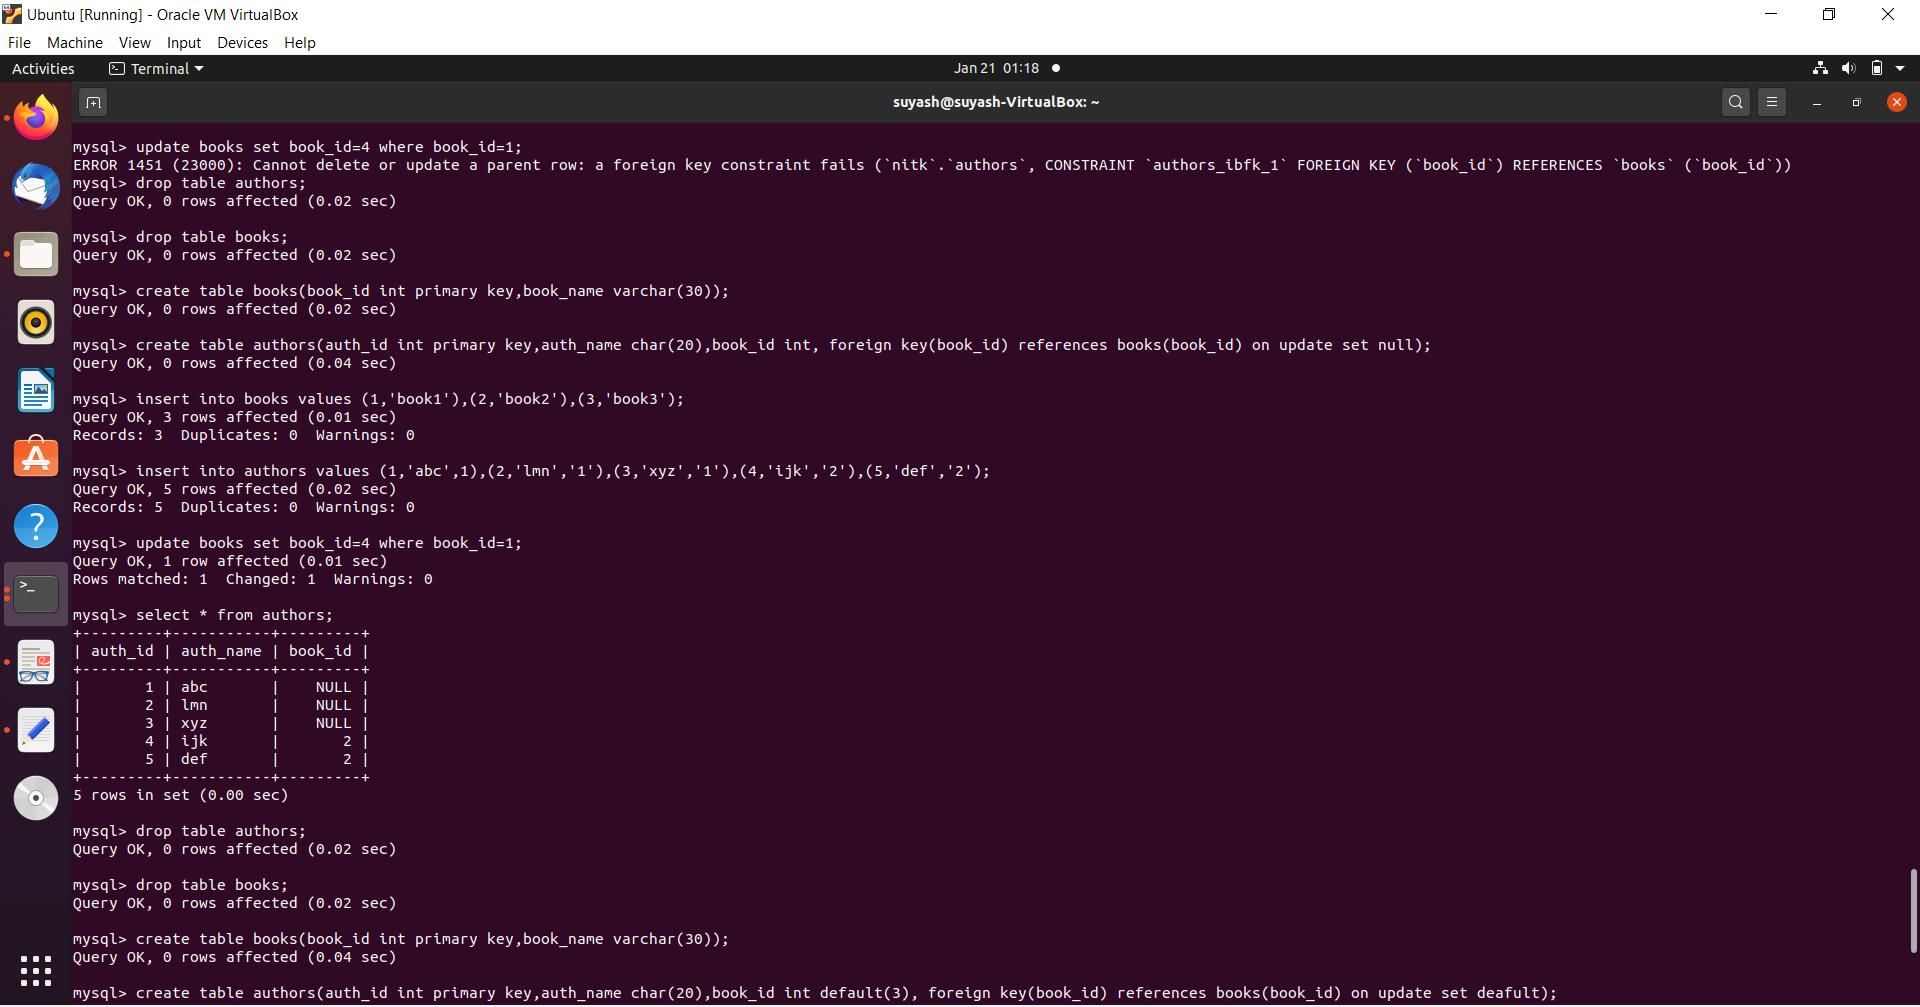 Ubuntu [Running] - Oracle VM VirtualBox
File Machine View Input Devices Help
Activities Terminal Jan 21 01:18
suyash@suyash-VirtualBox: ~
mysql> update books set book_id=4 where book_id=1;
ERROR 1451 (23000): Cannot delete or update a parent row: a foreign key constraint fails (`nitk`.`authors`, CONSTRAINT `authors_ibfk_1` FOREIGN KEY (`book_id`) REFERENCES `books` (`book_id`))
mysql> drop table authors;
Query OK, 0 rows affected (0.02 sec)
mysql> drop table books;
Query OK, 0 rows affected (0.02 sec)
mysql> create table books(book_id int primary key,book_name varchar(30));
Query OK, 0 rows affected (0.02 sec)
mysql> create table authors(auth_id int primary key,auth_name char(20),book_id int, foreign key(book_id) references books(book_id) on update set null);
Query OK, 0 rows affected (0.04 sec)
mysql> insert into books values (1,'book1'),(2,'book2'),(3,'book3');
Query OK, 3 rows affected (0.01 sec)
Records: 3  Duplicates: 0  Warnings: 0
mysql> insert into authors values (1,'abc',1),(2,'lmn','1'),(3,'xyz','1'),(4,'ijk','2'),(5,'def','2');
Query OK, 5 rows affected (0.02 sec)
Records: 5  Duplicates: 0  Warnings: 0
mysql> update books set book_id=4 where book_id=1;
Query OK, 1 row affected (0.01 sec)
Rows matched: 1  Changed: 1  Warnings: 0
mysql> select * from authors;
+---------+-----------+---------+
| auth_id | auth_name | book_id |
+---------+-----------+---------+
|       1 | abc       |    NULL |
|       2 | lmn       |    NULL |
|       3 | xyz       |    NULL |
|       4 | ijk       |       2 |
|       5 | def       |       2 |
+---------+-----------+---------+
5 rows in set (0.00 sec)
mysql> drop table authors;
Query OK, 0 rows affected (0.02 sec)
mysql> drop table books;
Query OK, 0 rows affected (0.02 sec)
mysql> create table books(book_id int primary key,book_name varchar(30));
Query OK, 0 rows affected (0.04 sec)
mysql> create table authors(auth_id int primary key,auth_name char(20),book_id int default(3), foreign key(book_id) references books(book_id) on update set deafult);